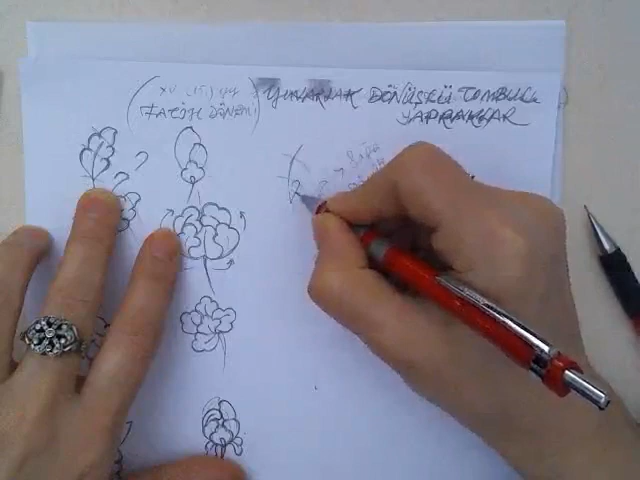 (XV. (15.) yy
FATİH DÖNEMİ) YUVARLAK DÖNÜŞLÜ TOMBUL
YAPRAKLAR